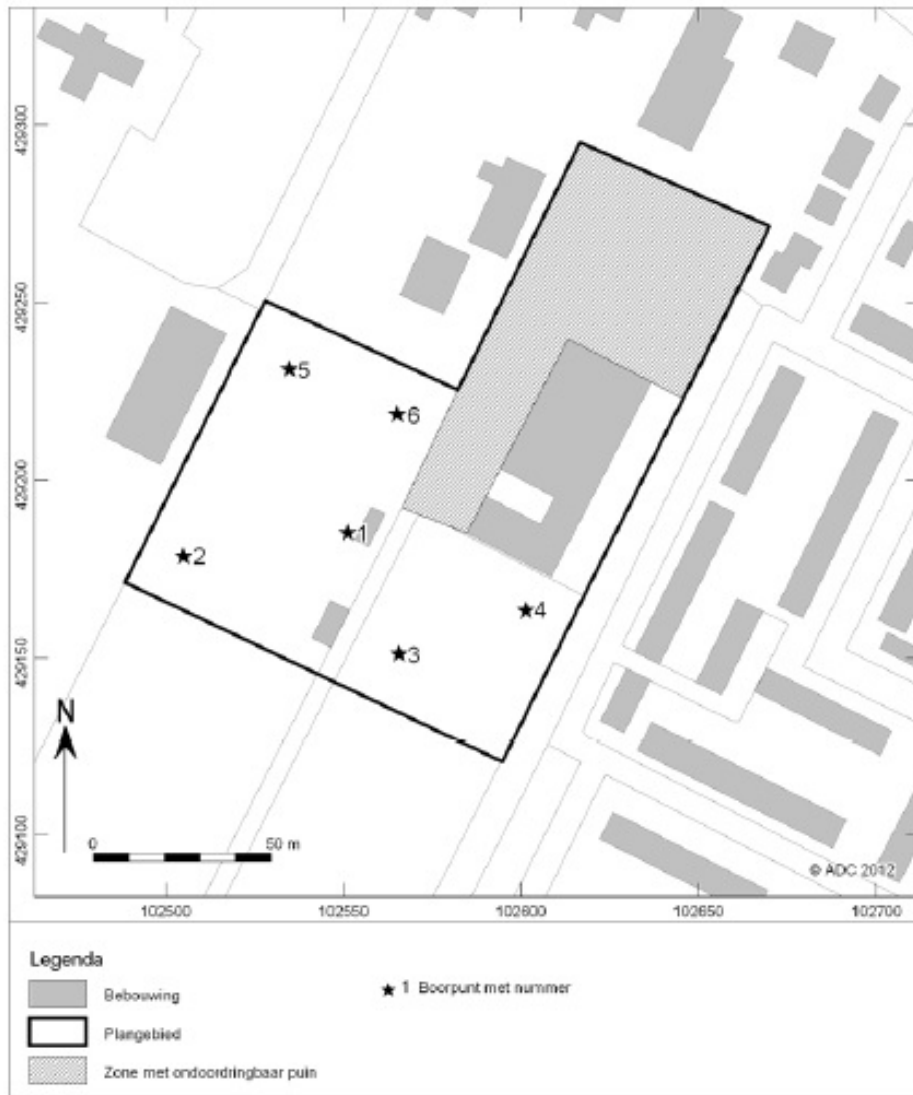 429300
429250
5
6
429200
1
2
4
3
429150
N
0
50 m
429100
© ADC 2012
102500
102550
102600
102650
102700
Legenda
Bebouwing
1 Boorpunt met nummer
Plangebied
Zone met ondoordringbaar puin